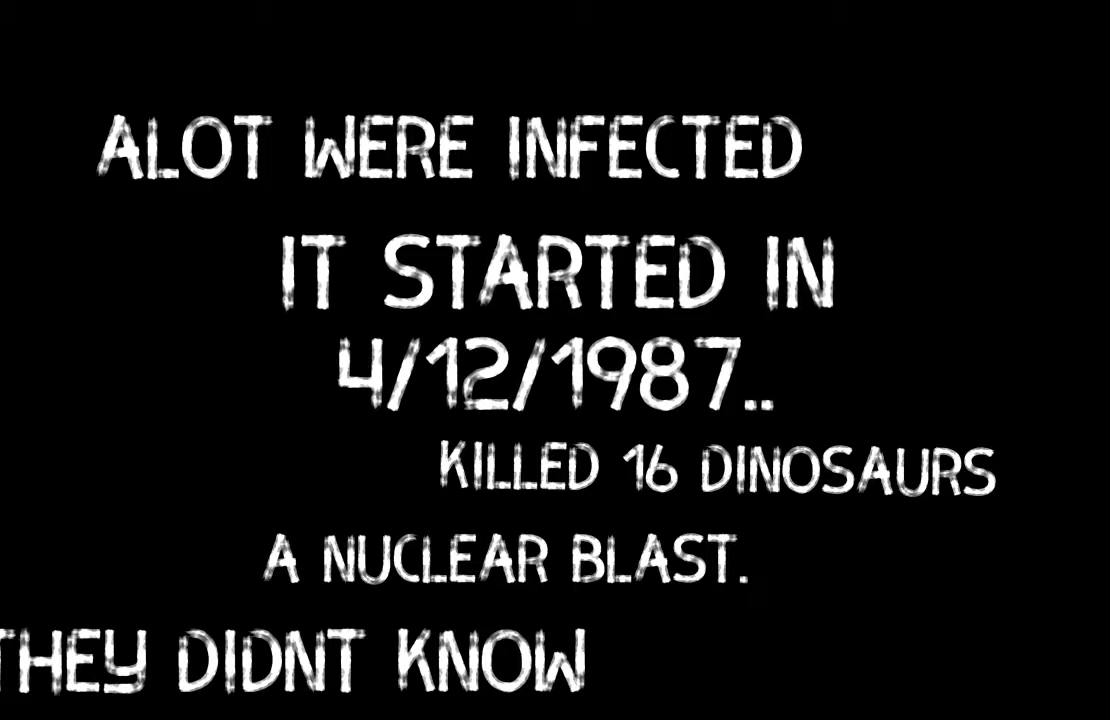 ALOT WERE INFECTED
IT STARTED IN
4/12/1987..
KILLED 16 DINOSAURS
A NUCLEAR BLAST.
THEY DIDNT KNOW